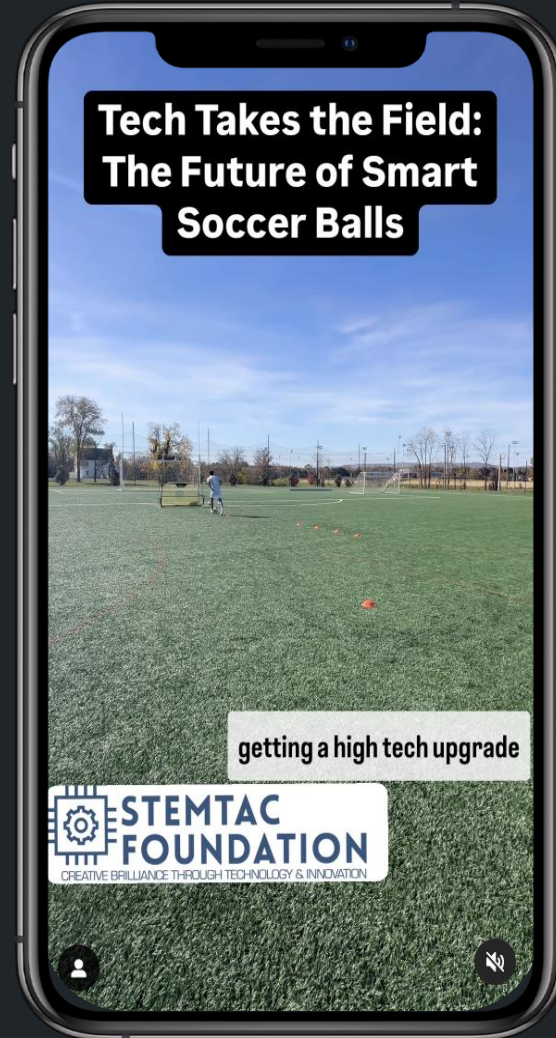 Tech Takes the Field:
The Future of Smart
Soccer Balls
getting a high tech upgrade
STEMTAC
FOUNDATION
CREATIVE BRILLIANCE THROUGH TECHNOLOGY & INNOVATION